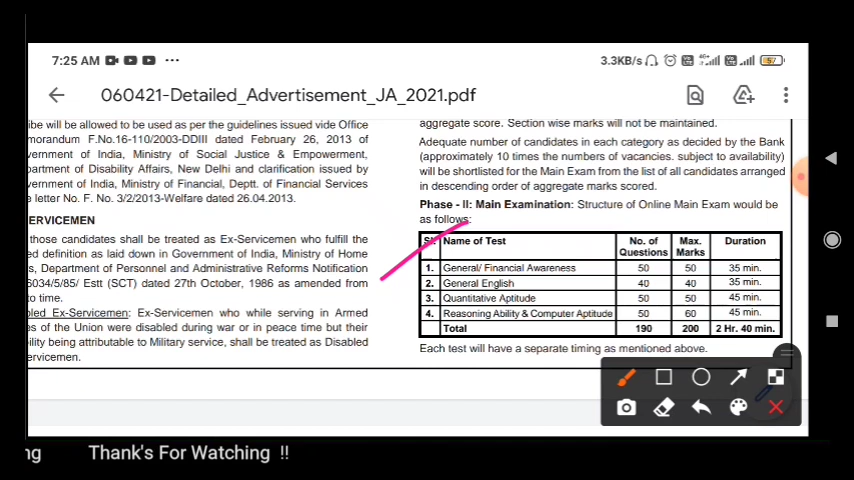 7:25 AM
3.3KB/s
4G+
57
060421-Detailed_Advertisement_JA_2021.pdf
ibe will be allowed to be used as per the guidelines issued vide Office
morandum F.No.16-110/2003-DDIII dated February 26, 2013 of
vernment of India, Ministry of Social Justice & Empowerment,
partment of Disability Affairs, New Delhi and clarification issued by
vernment of India, Ministry of Financial, Deptt. of Financial Services
e letter No. F. No. 3/2/2013-Welfare dated 26.04.2013.
ERVICEMEN
those candidates shall be treated as Ex-Servicemen who fulfill the
ed definition as laid down in Government of India, Ministry of Home
s, Department of Personnel and Administrative Reforms Notification
6034/5/85/ Estt (SCT) dated 27th October, 1986 as amended from
to time.
bled Ex-Servicemen: Ex-Servicemen who while serving in Armed
es of the Union were disabled during war or in peace time but their
bility being attributable to Military service, shall be treated as Disabled
ervicemen.
aggregate score. Section wise marks will not be maintained.
Adequate number of candidates in each category as decided by the Bank
(approximately 10 times the numbers of vacancies. subject to availability)
will be shortlisted for the Main Exam from the list of all candidates arranged
in descending order of aggregate marks scored.
Phase - II: Main Examination: Structure of Online Main Exam would be
as follows:
Name of Test No. of Questions Max. Marks Duration
1. General/ Financial Awareness 50 50 35 min.
2. General English 40 40 35 min.
3. Quantitative Aptitude 50 50 45 min.
4. Reasoning Ability & Computer Aptitude 50 60 45 min.
Total 190 200 2 Hr. 40 min.
Each test will have a separate timing as mentioned above.
ng Thank's For Watching !!